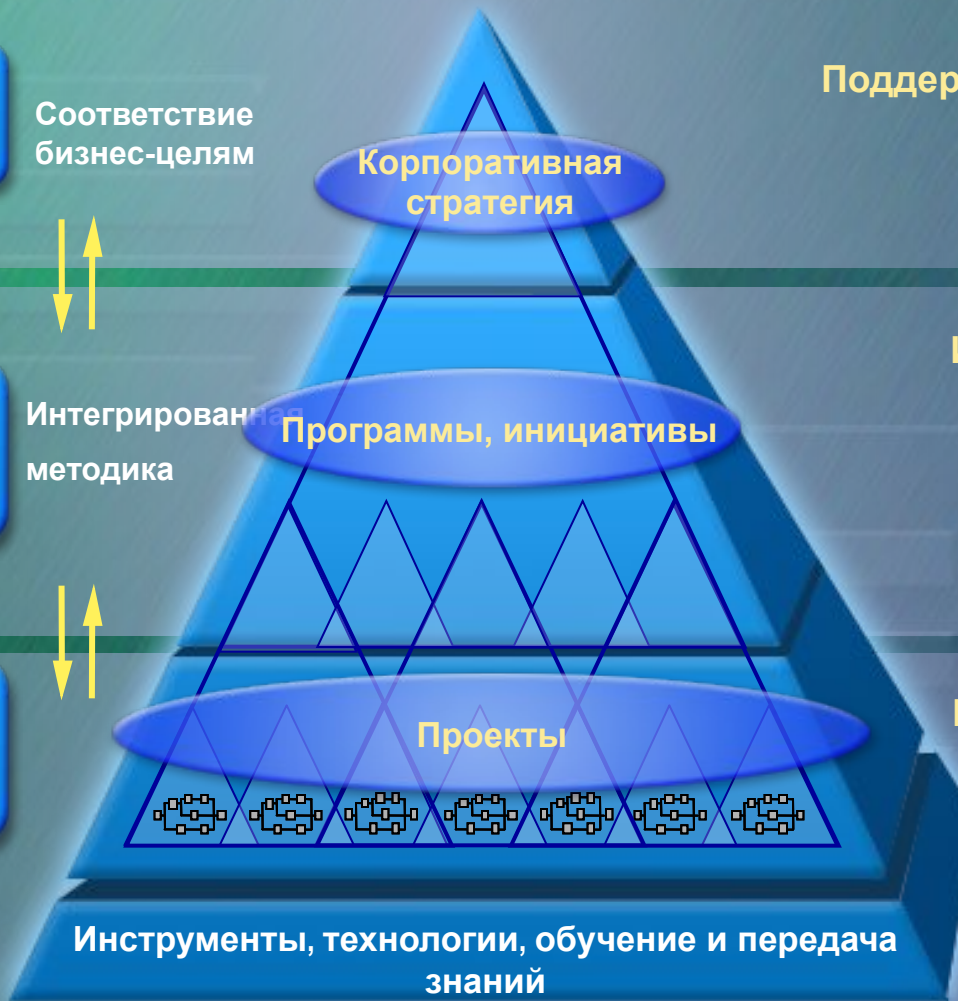 Соответствие
бизнес-целям
Корпоративная
стратегия
Поддер
Интегрированная
методика
Программы, инициативы
Проекты
Инструменты, технологии, обучение и передача
знаний